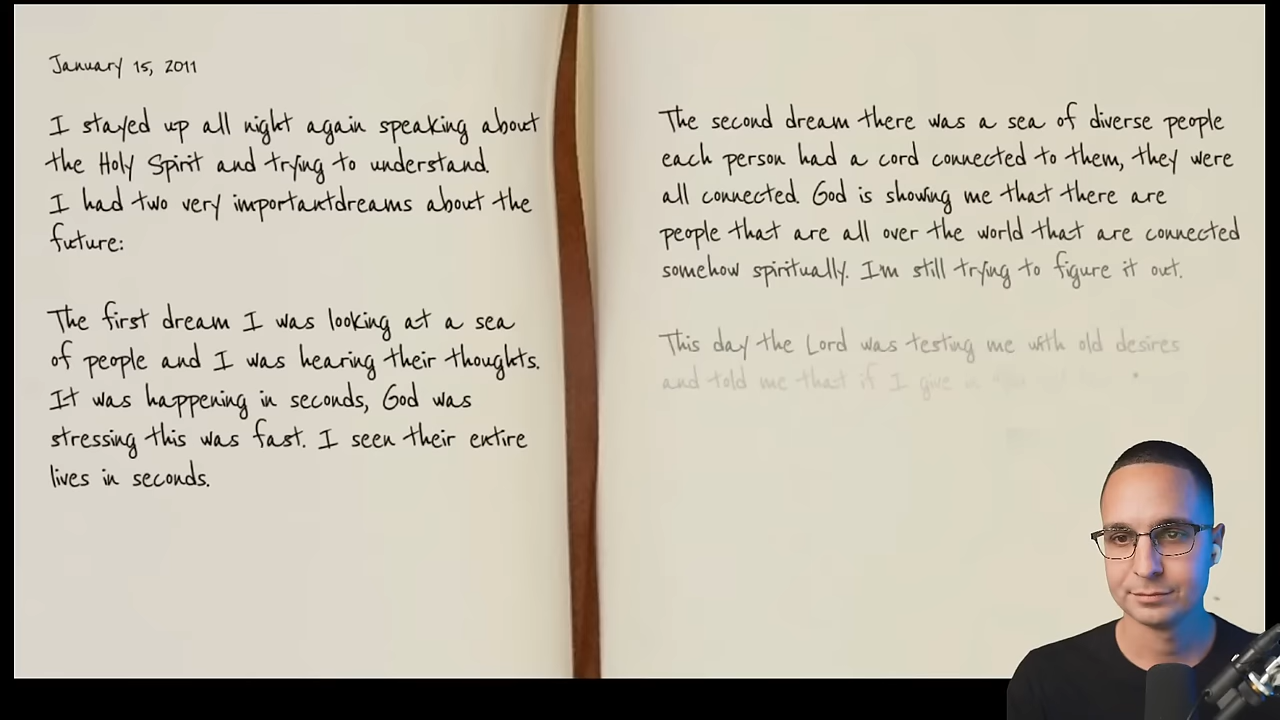 January 15, 2011
I stayed up all night again speaking about
the Holy Spirit and trying to understand.
I had two very importantdreams about the
future:
The first dream I was looking at a sea
of people and I was hearing their thoughts.
It was happening in seconds, God was
stressing this was fast. I seen their entire
lives in seconds.
The second dream there was a sea of diverse people
each person had a cord connected to them, they were
all connected. God is showing me that there are
people that are all over the world that are connected
somehow spiritually. I'm still trying to figure it out.
This day the Lord was testing me with old desires
and told me that if I give